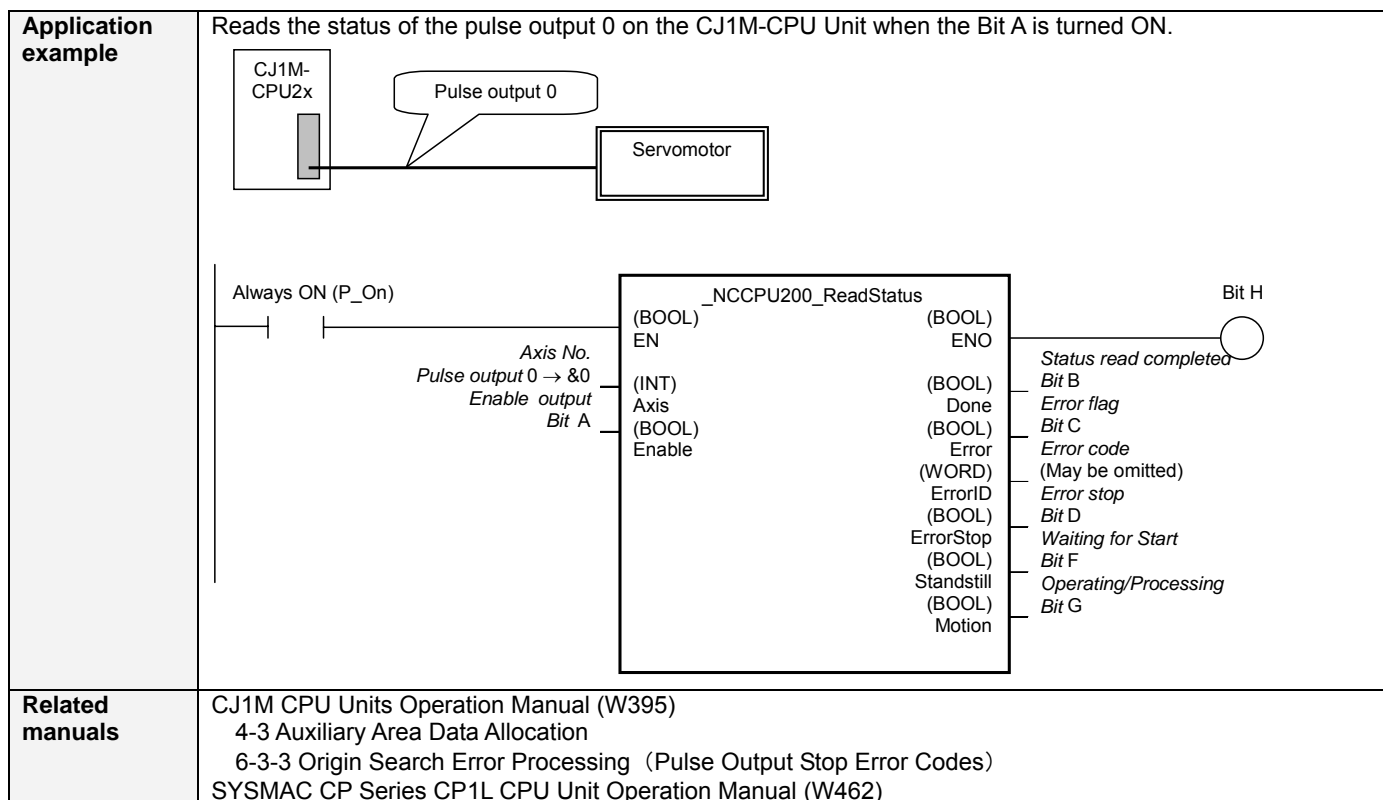 Application example
Reads the status of the pulse output 0 on the CJ1M-CPU Unit when the Bit A is turned ON.
CJ1M-
CPU2x
Pulse output 0
Servomotor
Always ON (P_On)
_NCCPU200_ReadStatus
Bit H
(BOOL)
EN
(BOOL)
ENO
Axis No.
Pulse output 0 → &0
(INT)
Axis
Enable output
Bit A
(BOOL)
Enable
Status read completed
(BOOL)
Done
Bit B
Error flag
(BOOL)
Error
Bit C
Error code
(WORD)
ErrorID
(May be omitted)
Error stop
(BOOL)
ErrorStop
Bit D
Waiting for Start
(BOOL)
Standstill
Bit F
Operating/Processing
(BOOL)
Motion
Bit G
Related manuals
CJ1M CPU Units Operation Manual (W395)
4-3 Auxiliary Area Data Allocation
6-3-3 Origin Search Error Processing（Pulse Output Stop Error Codes）
SYSMAC CP Series CP1L CPU Unit Operation Manual (W462)